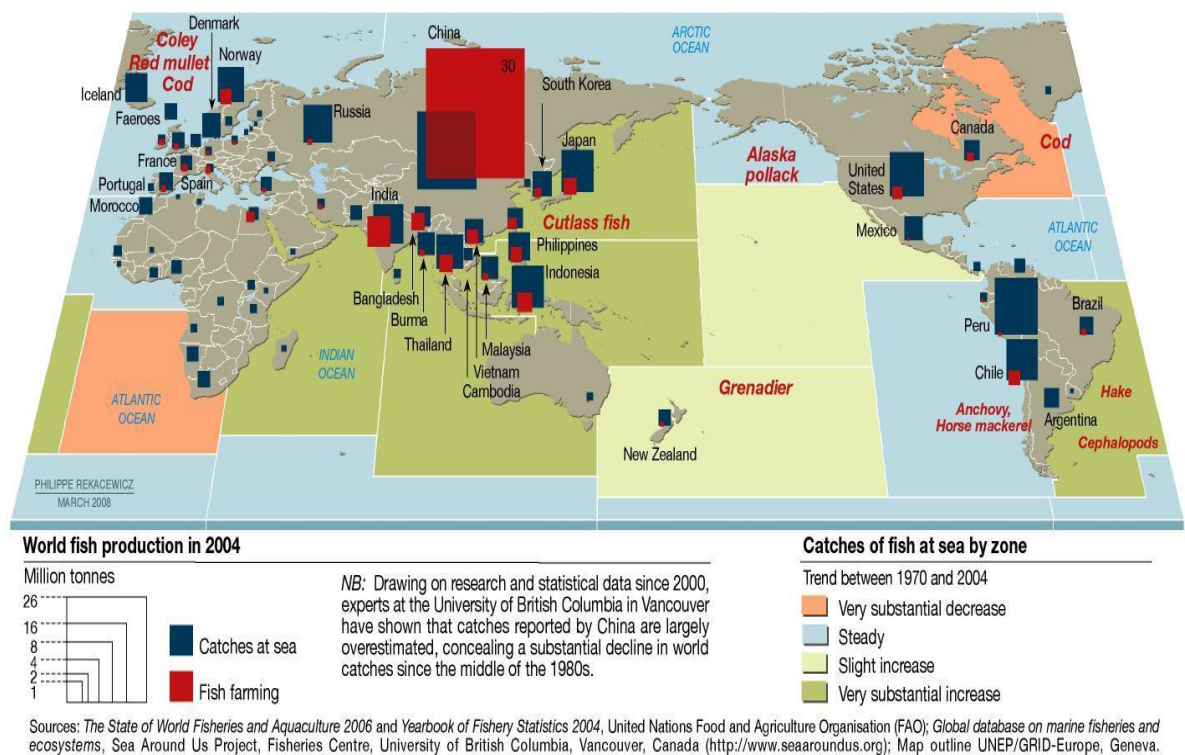 Denmark
Coley
Red mullet
Cod
Norway
Iceland
Faeroes
France
Portugal
Spain
Morocco
Russia
China
30
South Korea
Japan
India
Cutlass fish
Philippines
Indonesia
Bangladesh
Burma
Thailand
Malaysia
Vietnam
Cambodia
ARCTIC
OCEAN
Alaska
pollack
Canada
Cod
United
States
Mexico
ATLANTIC
OCEAN
Peru
Brazil
Chile
Argentina
Anchovy,
Horse mackerel
Hake
Cephalopods
Grenadier
New Zealand
INDIAN
OCEAN
ATLANTIC
OCEAN
PHILIPPE REKACEWICZ
MARCH 2008
World fish production in 2004
Million tonnes
26
16
8
4
2
1
Catches at sea
Fish farming
NB: Drawing on research and statistical data since 2000,
experts at the University of British Columbia in Vancouver
have shown that catches reported by China are largely
overestimated, concealing a substantial decline in world
catches since the middle of the 1980s.
Catches of fish at sea by zone
Trend between 1970 and 2004
Very substantial decrease
Steady
Slight increase
Very substantial increase
Sources: The State of World Fisheries and Aquaculture 2006 and Yearbook of Fishery Statistics 2004, United Nations Food and Agriculture Organisation (FAO); Global database on marine fisheries and
ecosystems, Sea Around Us Project, Fisheries Centre, University of British Columbia, Vancouver, Canada (http://www.seaaroundus.org); Map outline UNEP/GRID-Europe, Geneva.